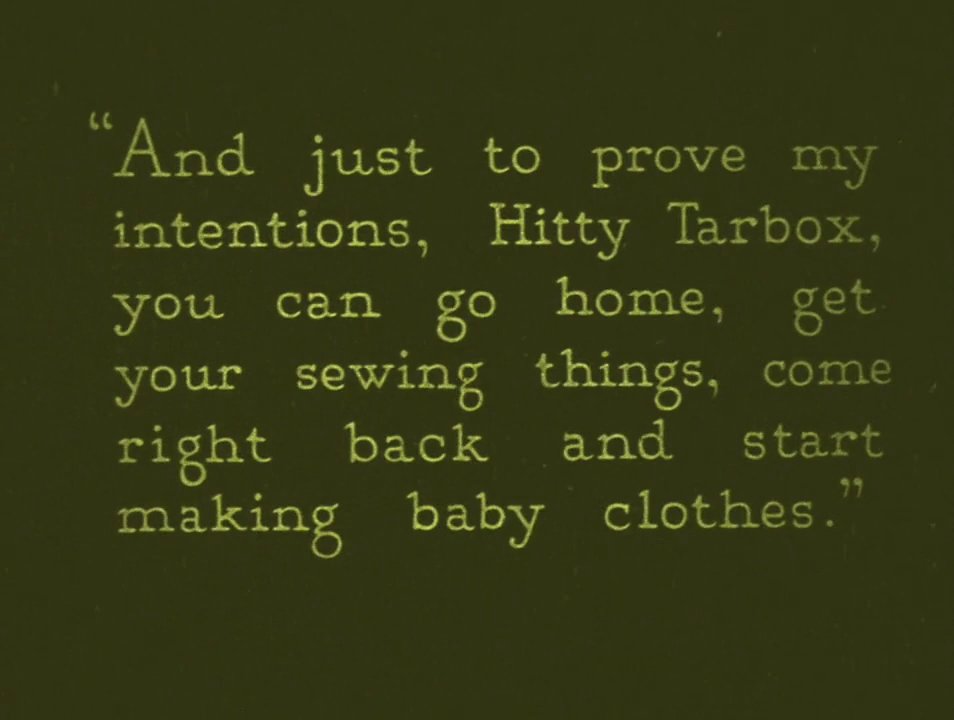 “And just to prove my
intentions, Hitty Tarbox,
you can go home, get
your sewing things, come
right back and start
making baby clothes.”